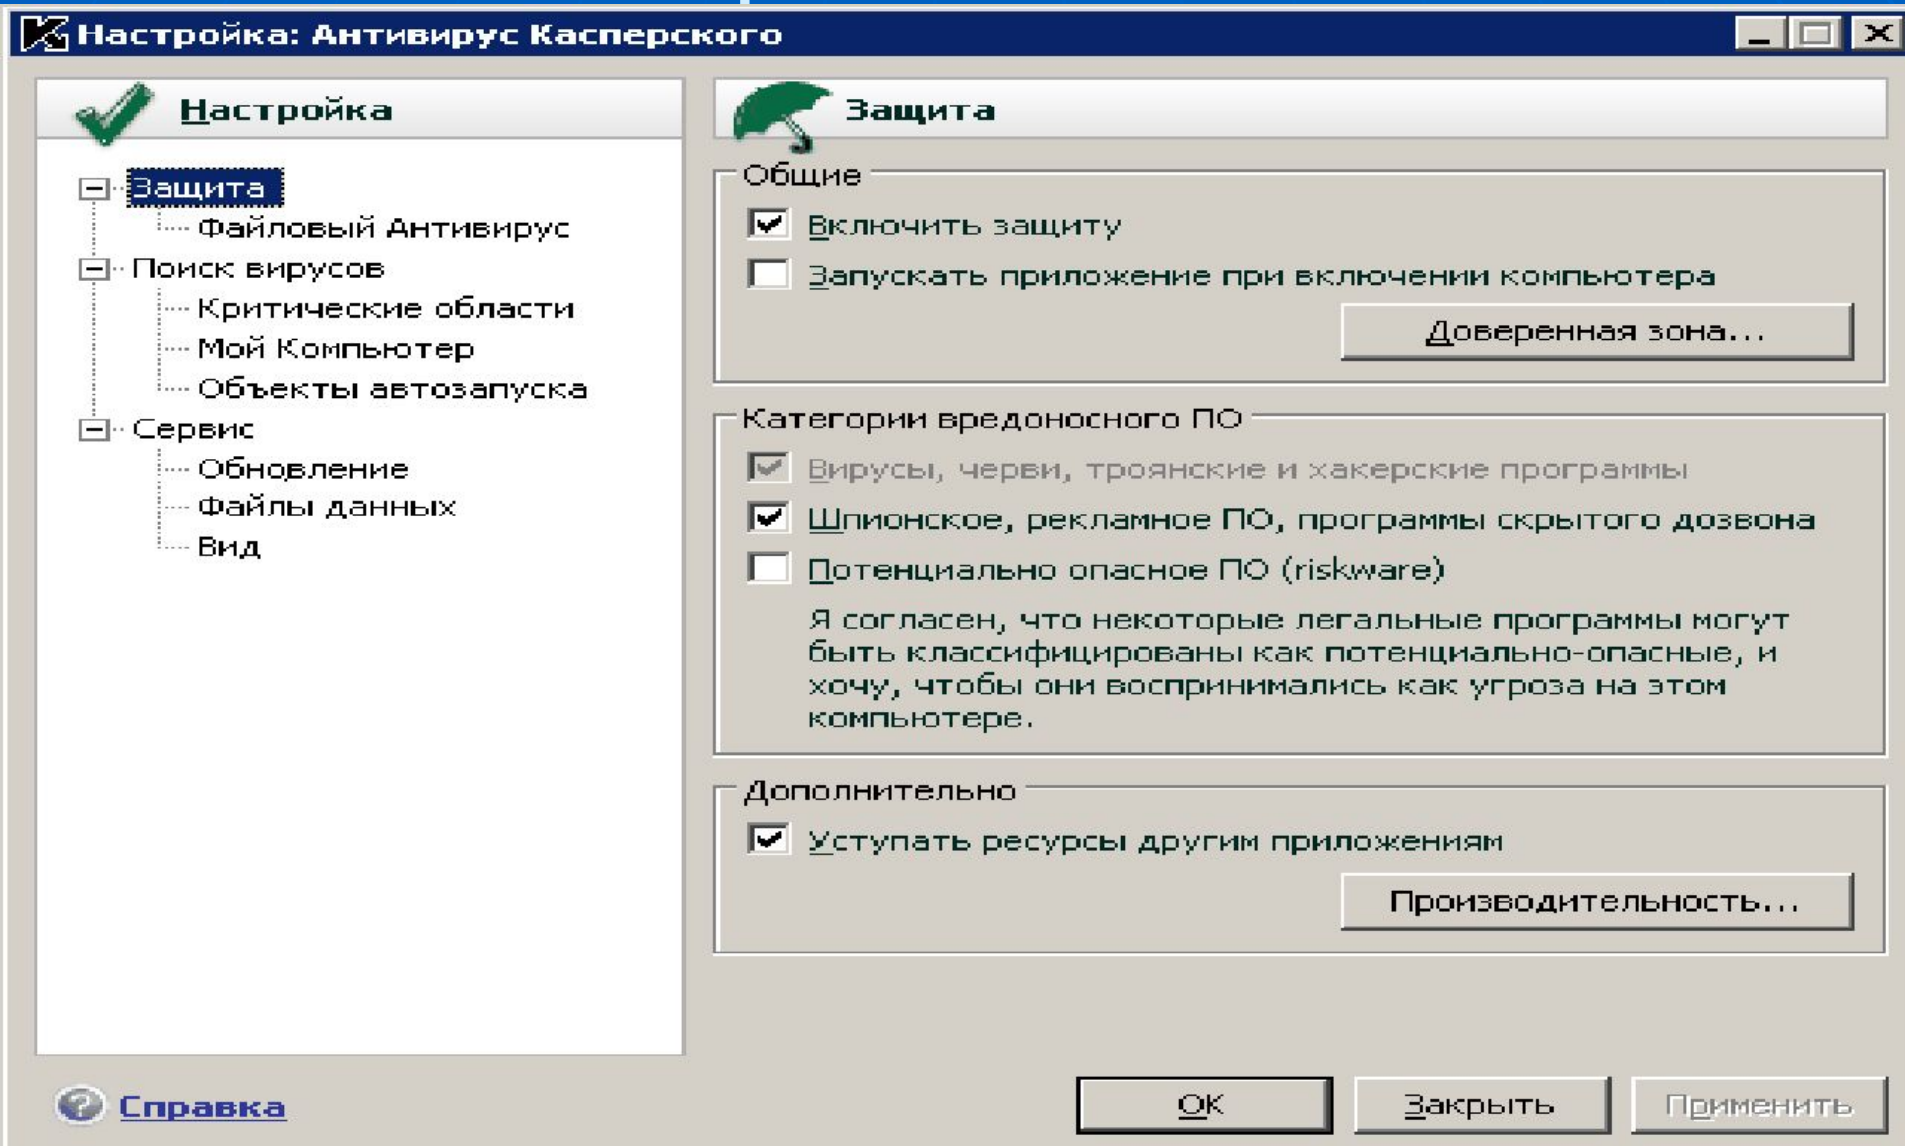 Настройка: Антивирус Касперского
Настройка
Защита
Файловый Антивирус
Поиск вирусов
Критические области
Мой Компьютер
Объекты автозапуска
Сервис
Обновление
Файлы данных
Вид
Справка
Защита
Общие
Включить защиту
Запускать приложение при включении компьютера
Доверенная зона...
Категории вредоносного ПО
Вирусы, черви, троянские и хакерские программы
Шпионское, рекламное ПО, программы скрытого дозвона
Потенциально опасное ПО (riskware)
Я согласен, что некоторые легальные программы могут
быть классифицированы как потенциально-опасные, и
хочу, чтобы они воспринимались как угроза на этом
компьютере.
Дополнительно
Уступать ресурсы другим приложениям
Производительность...
ОК
Закрыть
Применить